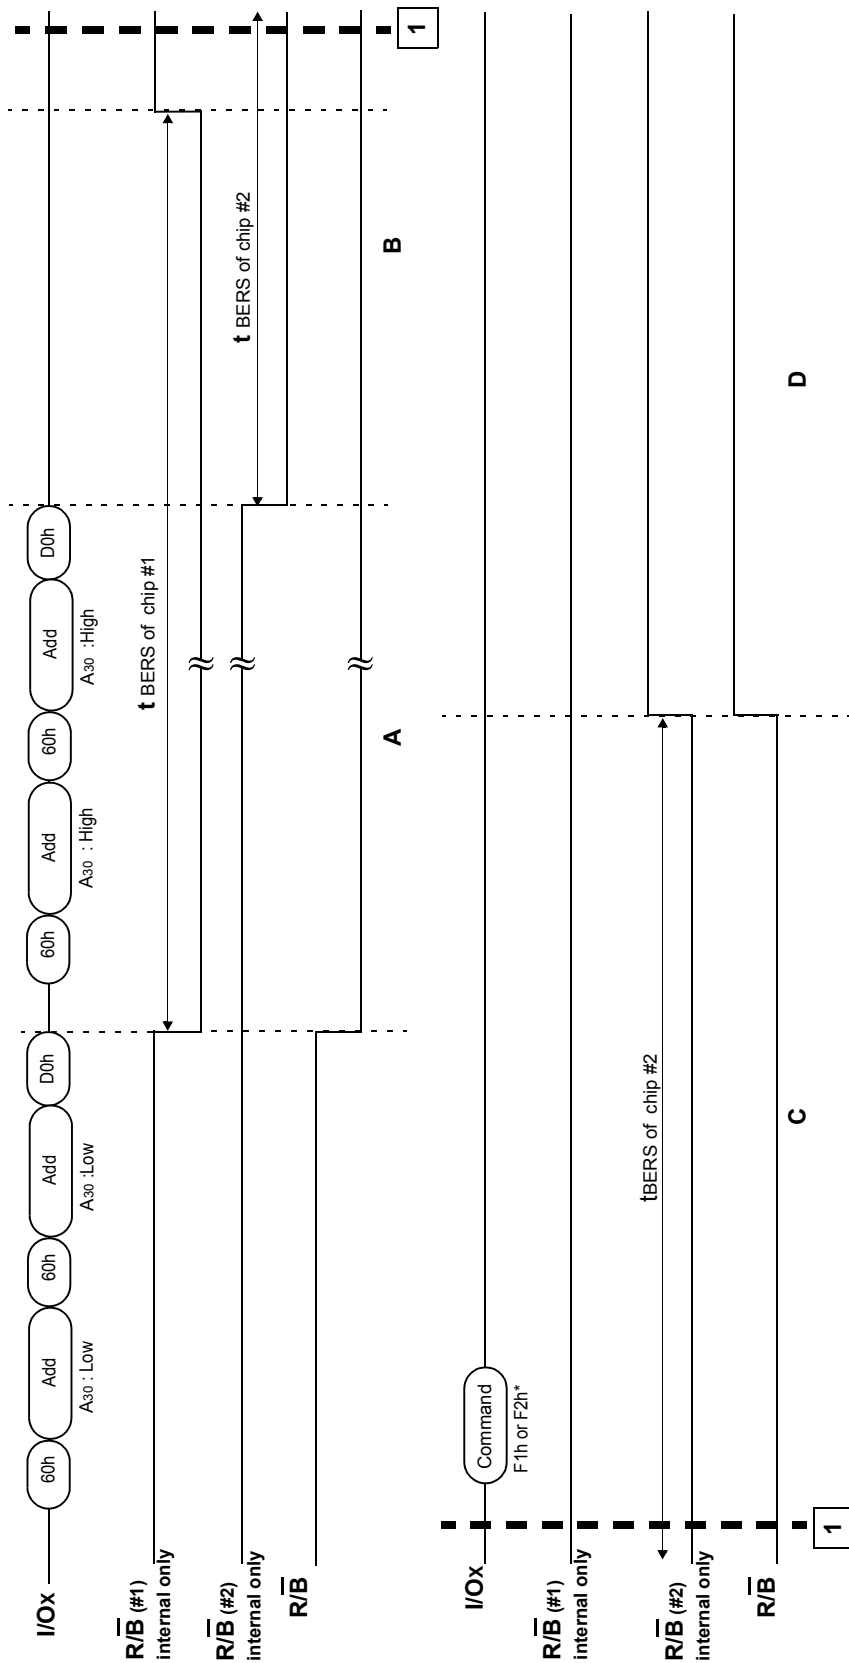 I/Ox
60h
Add
A30 : Low
60h
Add
A30 :Low
D0h
60h
Add
A30 : High
60h
Add
A30 :High
D0h
R/B (#1)
internal only
t BERS of chip #1
R/B (#2)
internal only
t BERS of chip #2
R/B
A
B
1
I/Ox
Command
F1h or F2h*
R/B (#1)
internal only
R/B (#2)
internal only
tBERS of chip #2
R/B
C
D
1